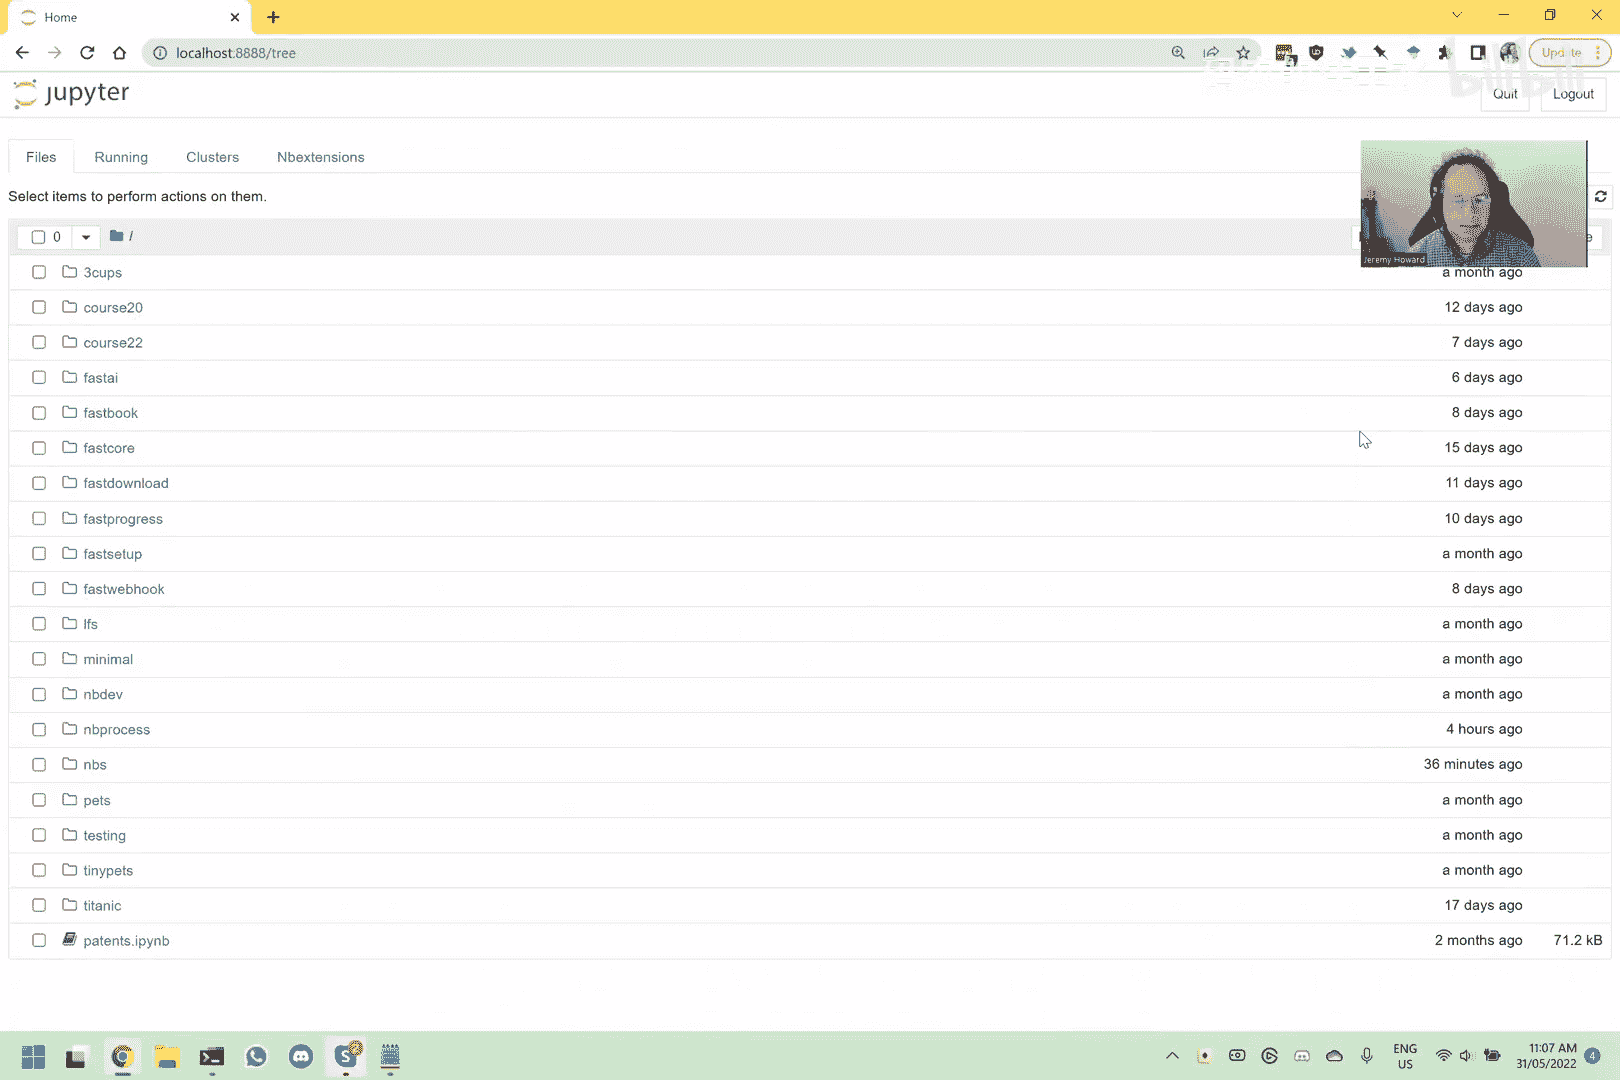 Home
localhost:8888/tree
Update
bilibili
jupyter
Quit
Logout
Files
Running
Clusters
Nbextensions
Select items to perform actions on them.
0
/
Jeremy Howard
3cups
a month ago
course20
12 days ago
course22
7 days ago
fastai
6 days ago
fastbook
8 days ago
fastcore
15 days ago
fastdownload
11 days ago
fastprogress
10 days ago
fastsetup
a month ago
fastwebhook
8 days ago
lfs
a month ago
minimal
a month ago
nbdev
a month ago
nbprocess
4 hours ago
nbs
36 minutes ago
pets
a month ago
testing
a month ago
tinypets
a month ago
titanic
17 days ago
patents.ipynb
2 months ago
71.2 kB
ENG
US
11:07 AM
31/05/2022
4